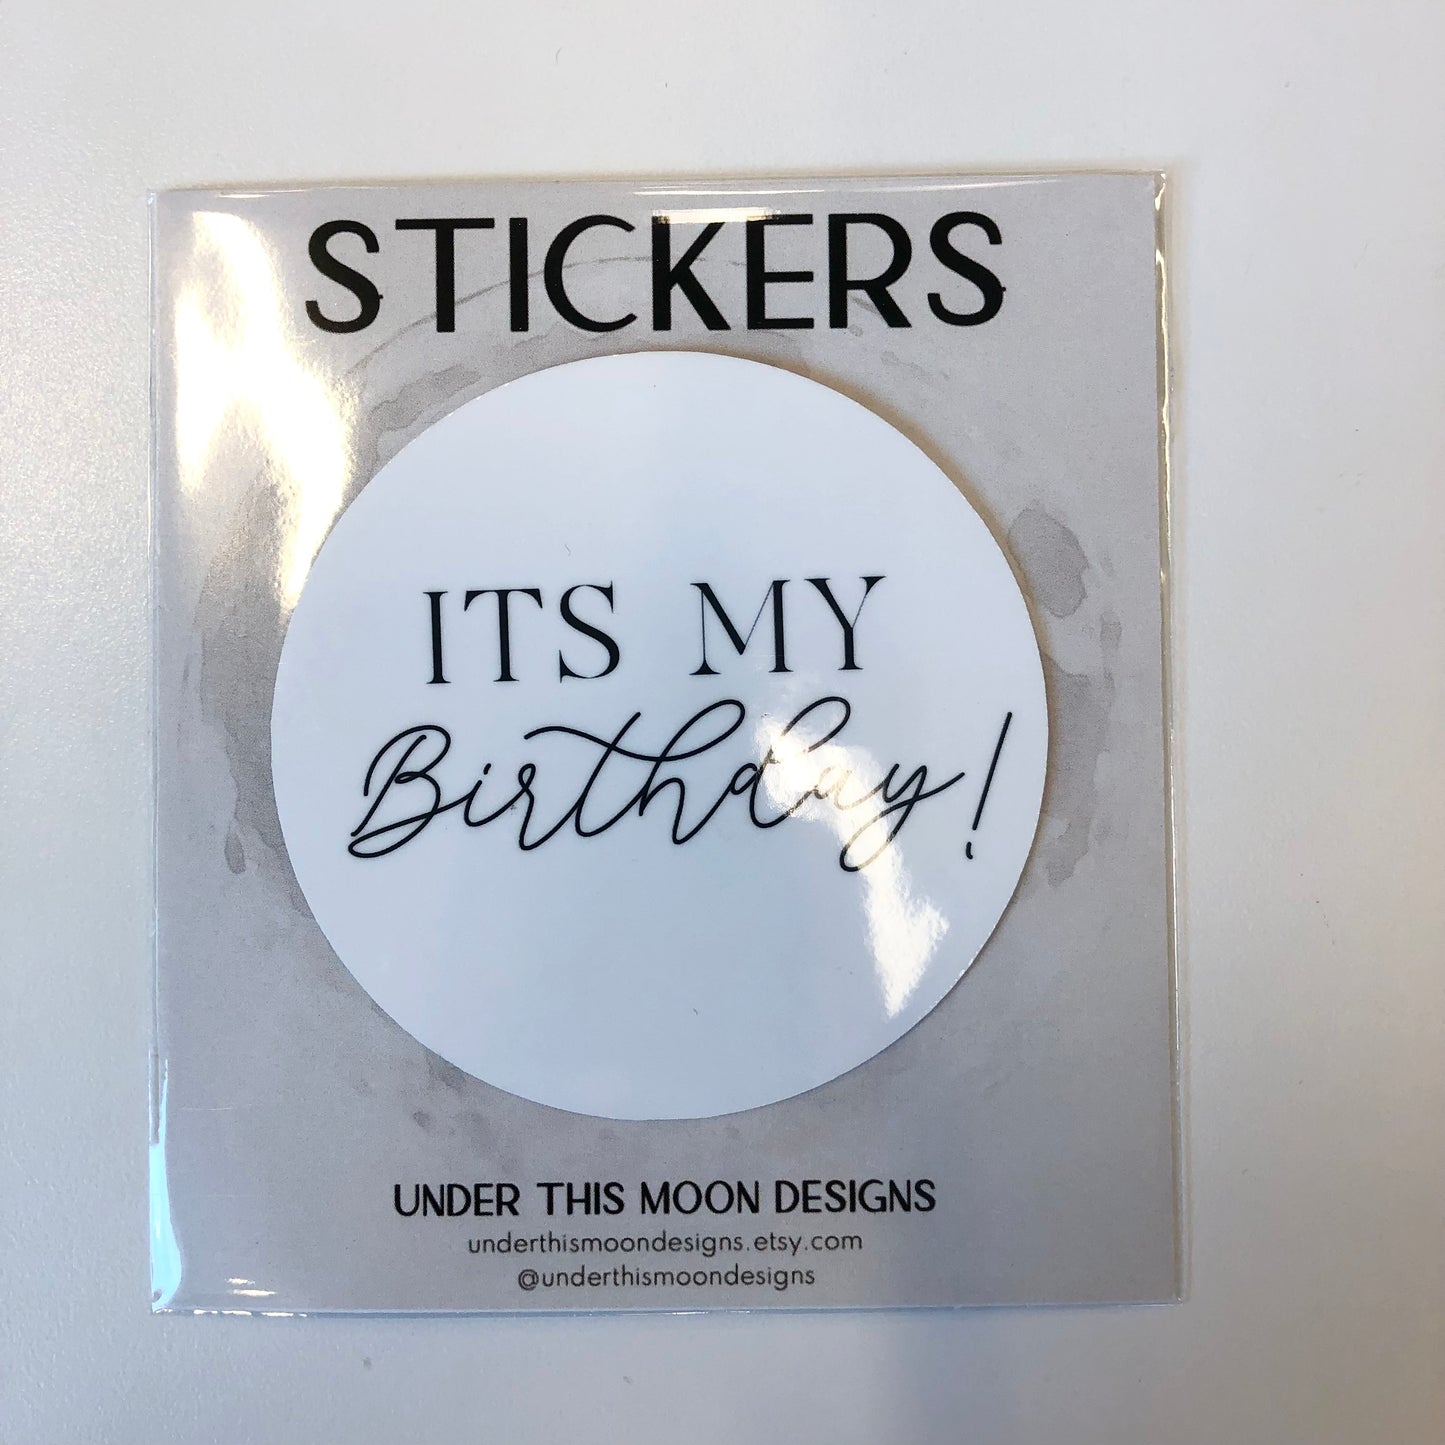 STICKERS
ITS MY
Birthday!
UNDER THIS MOON DESIGNS
underthismoondesigns.etsy.com
@underthismoondesigns